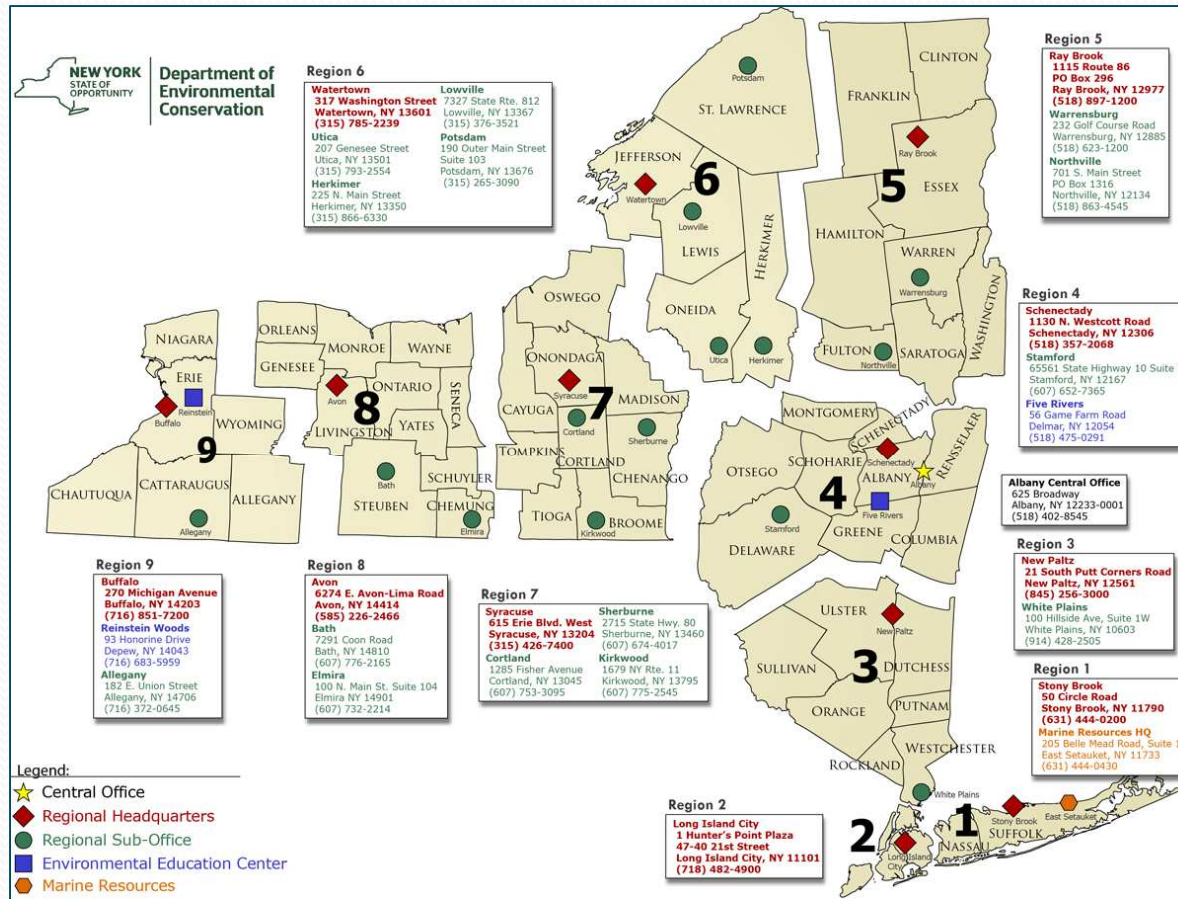 NEW YORK
STATE OF
OPPORTUNITY
Department of
Environmental
Conservation
Region 6
Watertown
317 Washington Street
Watertown, NY 13601
(315) 785-2239
Utica
207 Genesee Street
Utica, NY 13501
(315) 793-2554
Herkimer
225 N. Main Street
Herkimer, NY 13350
(315) 866-6330
Lowville
7327 State Rte. 812
Lowville, NY 13367
(315) 376-3521
Potsdam
190 Outer Main Street
Suite 103
Potsdam, NY 13676
(315) 265-3090
Region 5
Ray Brook
1115 Route 86
PO Box 296
Ray Brook, NY 12977
(518) 897-1200
Warrensburg
232 Golf Course Road
Warrensburg, NY 12885
(518) 623-1200
Northville
701 S. Main Street
PO Box 1316
Northville, NY 12134
(518) 863-4545
Region 4
Schenectady
1130 N. Westcott Road
Schenectady, NY 12306
(518) 357-2068
Stamford
65561 State Highway 10 Suite
Stamford, NY 12167
(607) 652-7365
Five Rivers
56 Game Farm Road
Delmar, NY 12054
(518) 475-0291
Albany Central Office
625 Broadway
Albany, NY 12233-0001
(518) 402-8545
Region 3
New Paltz
21 South Putt Corners Road
New Paltz, NY 12561
(845) 256-3000
White Plains
100 Hillside Ave, Suite 1W
White Plains, NY 10603
(914) 428-2505
Region 1
Stony Brook
50 Circle Road
Stony Brook, NY 11790
(631) 444-0200
Marine Resources HQ
205 Belle Mead Road, Suite 1
East Setauket, NY 11733
(631) 444-0430
Region 2
Long Island City
1 Hunter's Point Plaza
47-40 21st Street
Long Island City, NY 11101
(718) 482-4900
Region 7
Syracuse
615 Erie Blvd. West
Syracuse, NY 13204
(315) 426-7400
Cortland
1285 Fisher Avenue
Cortland, NY 13045
(607) 753-3095
Sherburne
2715 State Hwy. 80
Sherburne, NY 13460
(607) 674-4017
Kirkwood
1679 NY Rte. 11
Kirkwood, NY 13795
(607) 775-2545
Region 8
Avon
6274 E. Avon-Lima Road
Avon, NY 14414
(585) 226-2466
Bath
7291 Coon Road
Bath, NY 14810
(607) 776-2165
Elmira
100 N. Main St. Suite 104
Elmira NY 14901
(607) 732-2214
Region 9
Buffalo
270 Michigan Avenue
Buffalo, NY 14203
(716) 851-7200
Reinstein Woods
93 Honorine Drive
Depew, NY 14043
(716) 683-5959
Allegany
182 E. Union Street
Allegany, NY 14706
(716) 372-0645
Legend:
Central Office
Regional Headquarters
Regional Sub-Office
Environmental Education Center
Marine Resources
6
ST. LAWRENCE
Potsdam
JEFFERSON
Watertown
LEWIS
Lowville
HERKIMER
Herkimer
ONEIDA
Utica
5
CLINTON
FRANKLIN
Ray Brook
ESSEX
HAMILTON
WARREN
Warrensburg
WASHINGTON
FULTON
Northville
SARATOGA
9
NIAGARA
ERIE
Reinstein
Buffalo
WYOMING
CHAUTUQUA
CATTARAUGUS
ALLEGANY
Allegany
8
ORLEANS
GENESEE
MONROE
WAYNE
Avon
ONTARIO
SENECA
LIVINGSTON
YATES
Bath
STEUBEN
SCHUYLER
CHEMUNG
Elmira
7
OSWEGO
ONONDAGA
Syracuse
CAYUGA
MADISON
Cortland
CORTLAND
Sherburne
TOMPKINS
CHENANGO
TIOGA
BROOME
Kirkwood
4
MONTGOMERY
SCHENECTADY
Schenectady
RENSSELAER
OTSEGO
SCHOHARIE
ALBANY
Albany
Stamford
Five Rivers
DELAWARE
GREENE
COLUMBIA
3
ULSTER
New Paltz
SULLIVAN
DUTCHESS
ORANGE
PUTNAM
ROCKLAND
WESTCHESTER
White Plains
2
Long Island
City
1
NASSAU
SUFFOLK
Stony Brook
East Setauket